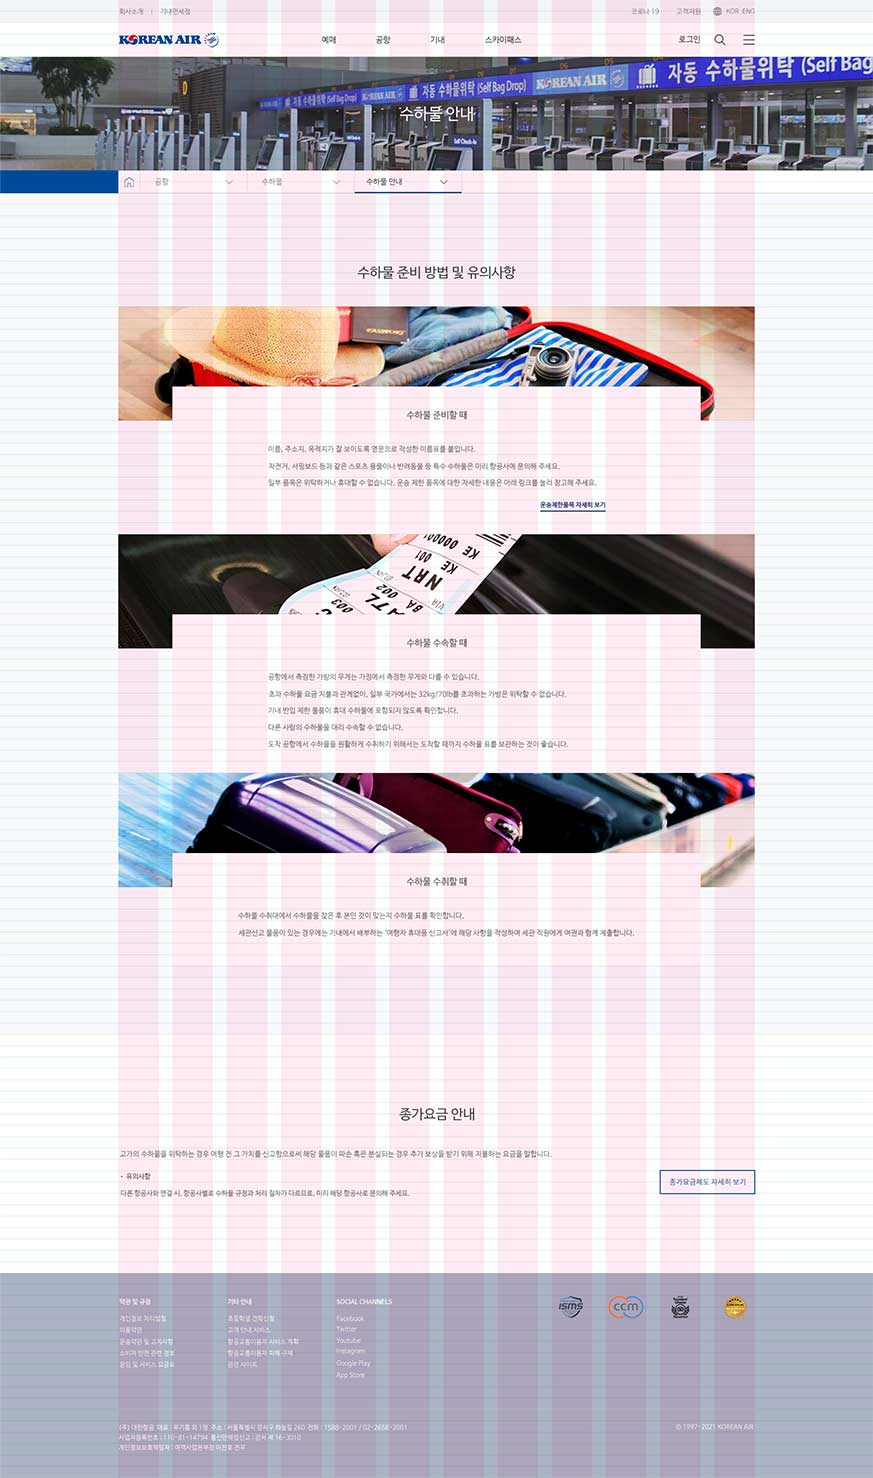 회사소개 | 기내면세점
코로나 19 고객지원 KOR ENG
KOREAN AIR
예매 공항 기내 스카이패스
로그인
자동 수하물위탁 (Self Bag Drop) KOREAN AIR 자동 수하물위탁 (Self Bag Drop) KOREAN AIR 자동 수하물위탁 (Self Bag
D
Self Check-in
수하물 안내
공항 수하물 수하물 안내
수하물 준비 방법 및 유의사항
PASSPORT
수하물 준비할 때
이름, 주소지, 목적지가 잘 보이도록 영문으로 작성한 이름표를 붙입니다.
자전거, 서핑보드 등과 같은 스포츠 용품이나 반려동물 등 특수 수하물은 미리 항공사에 문의해 주세요.
일부 품목은 위탁하거나 휴대할 수 없습니다. 운송 제한 품목에 대한 자세한 내용은 아래 링크를 눌러 참고해 주세요.
운송제한품목 자세히 보기
KE 000001
KE 001
NRT
VIA
BA 002
ATL
003
수하물 수속할 때
공항에서 측정한 가방의 무게는 가정에서 측정한 무게와 다를 수 있습니다.
초과 수하물 요금 지불과 관계없이, 일부 국가에서는 32kg/70lb를 초과하는 가방은 위탁할 수 없습니다.
기내 반입 제한 물품이 휴대 수하물에 포함되지 않도록 확인합니다.
다른 사람의 수하물을 대리 수속할 수 없습니다.
도착 공항에서 수하물을 원활하게 수취하기 위해서는 도착할 때까지 수하물 표를 보관하는 것이 좋습니다.
수하물 수취할 때
수하물 수취대에서 수하물을 찾은 후 본인 것이 맞는지 수하물 표를 확인합니다.
세관신고 물품이 있는 경우에는 기내에서 배부하는 '여행자 휴대품 신고서'에 해당 사항을 작성하여 세관 직원에게 여권과 함께 제출합니다.
종가요금 안내
고가의 수하물을 위탁하는 경우 여행 전 그 가치를 신고함으로써 해당 물품이 파손 혹은 분실되는 경우 추가 보상을 받기 위해 지불하는 요금을 말합니다.
· 유의사항
다른 항공사와 연결 시, 항공사별로 수하물 규정과 처리 절차가 다르므로, 미리 해당 항공사로 문의해 주세요.
종가요금제도 자세히 보기
약관 및 규정 기타 안내 SOCIAL CHANNELS
개인정보 처리방침 초등학생 견학신청 Facebook
이용약관 고객 안내 서비스 Twitter
운송약관 및 고지사항 항공교통이용자 서비스 계획 Youtube
소비자 안전 관련 정보 항공교통이용자 피해 구제 Instagram
운임 및 서비스 요금표 관련 사이트 Google Play
App Store
ISMS ccm
(주) 대한항공 대표 : 우기홍 외 1명 주소 : 서울특별시 강서구 하늘길 260 전화 : 1588-2001 / 02-2656-2001
사업자등록번호 : 110-81-14794 통신판매업신고 : 강서 제 16-3010
개인정보보호책임자 : 여객사업본부장 이진호 전무
© 1997-2021 KOREAN AIR